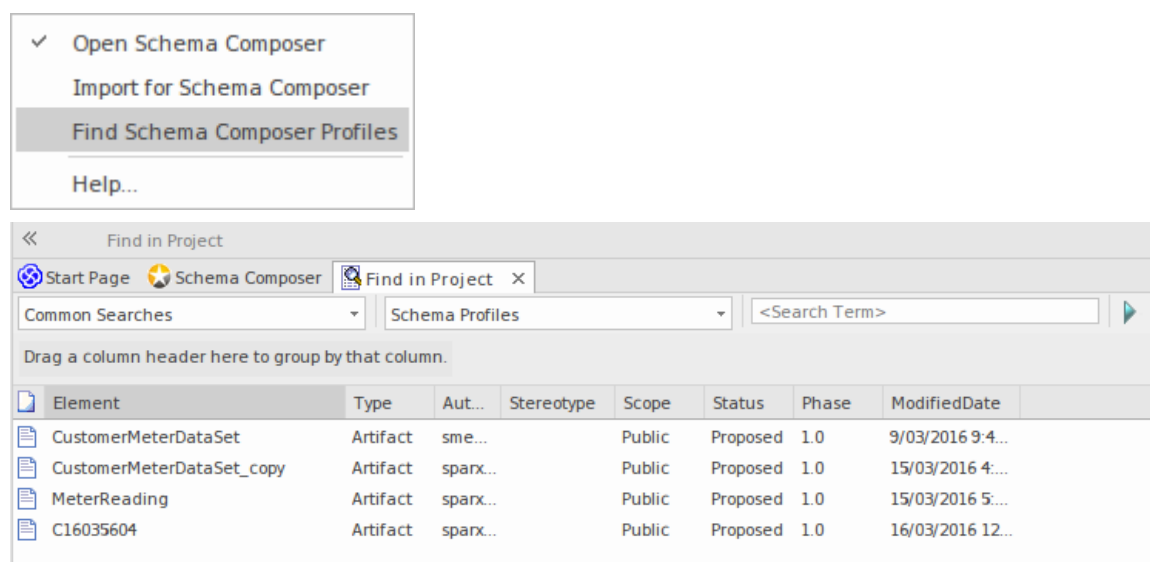 Open Schema Composer
Import for Schema Composer
Find Schema Composer Profiles
Help...
Find in Project
Start Page Schema Composer Find in Project
Common Searches Schema Profiles <Search Term>
Drag a column header here to group by that column.
Element Type Aut... Stereotype Scope Status Phase ModifiedDate
CustomerMeterDataSet Artifact sme... Public Proposed 1.0 9/03/2016 9:4...
CustomerMeterDataSet_copy Artifact sparx... Public Proposed 1.0 15/03/2016 4:...
MeterReading Artifact sparx... Public Proposed 1.0 15/03/2016 5:...
C16035604 Artifact sparx... Public Proposed 1.0 16/03/2016 12...